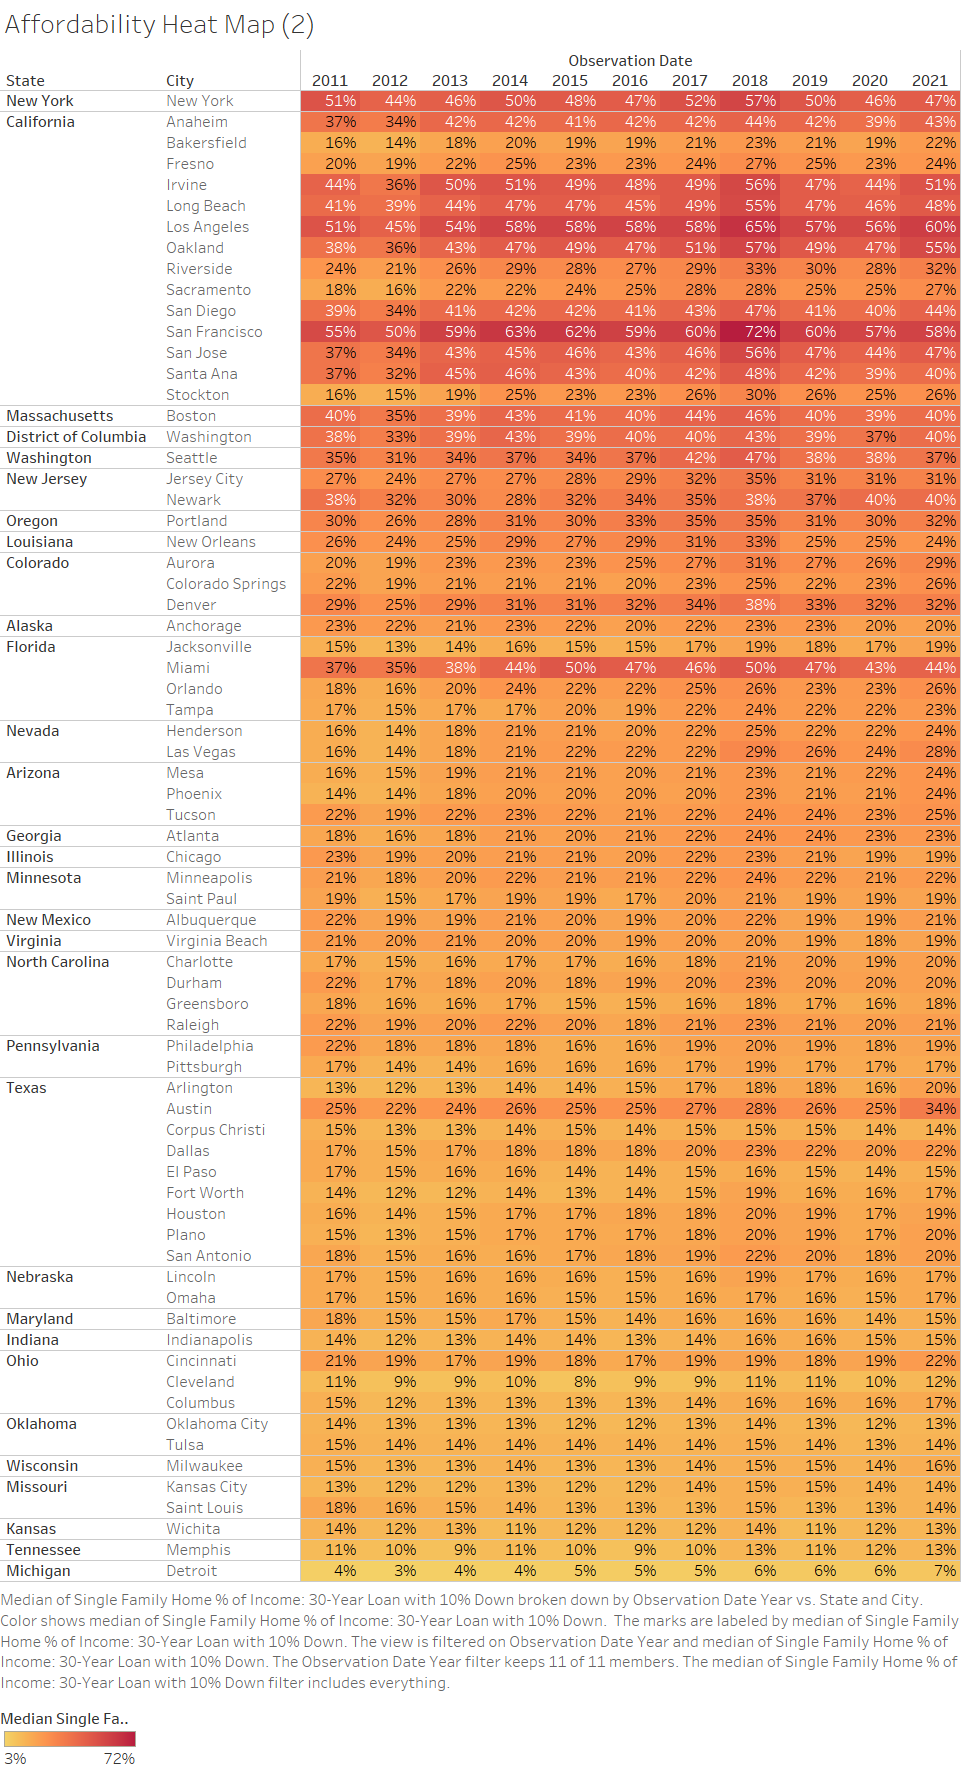 Affordability Heat Map (2)
Observation Date
State City 2011 2012 2013 2014 2015 2016 2017 2018 2019 2020 2021
New York New York 51% 44% 46% 50% 48% 47% 52% 57% 50% 46% 47%
California Anaheim 37% 34% 42% 42% 41% 42% 42% 44% 42% 39% 43%
Bakersfield 16% 14% 18% 20% 19% 19% 21% 23% 21% 19% 22%
Fresno 20% 19% 22% 25% 23% 23% 24% 27% 25% 23% 24%
Irvine 44% 36% 50% 51% 49% 48% 49% 56% 47% 44% 51%
Long Beach 41% 39% 44% 47% 47% 45% 49% 55% 47% 46% 48%
Los Angeles 51% 45% 54% 58% 58% 58% 58% 65% 57% 56% 60%
Oakland 38% 36% 43% 47% 49% 47% 51% 57% 49% 47% 55%
Riverside 24% 21% 26% 29% 28% 27% 29% 33% 30% 28% 32%
Sacramento 18% 16% 22% 22% 24% 25% 28% 28% 25% 25% 27%
San Diego 39% 34% 41% 42% 42% 41% 43% 47% 41% 40% 44%
San Francisco 55% 50% 59% 63% 62% 59% 60% 72% 60% 57% 58%
San Jose 37% 34% 43% 45% 46% 43% 46% 56% 47% 44% 47%
Santa Ana 37% 32% 45% 46% 43% 40% 42% 48% 42% 39% 40%
Stockton 16% 15% 19% 25% 23% 23% 26% 30% 26% 25% 26%
Massachusetts Boston 40% 35% 39% 43% 41% 40% 44% 46% 40% 39% 40%
District of Columbia Washington 38% 33% 39% 43% 39% 40% 40% 43% 39% 37% 40%
Washington Seattle 35% 31% 34% 37% 34% 37% 42% 47% 38% 38% 37%
New Jersey Jersey City 27% 24% 27% 27% 28% 29% 32% 35% 31% 31% 31%
Newark 38% 32% 30% 28% 32% 34% 35% 38% 37% 40% 40%
Oregon Portland 30% 26% 28% 31% 30% 33% 35% 35% 31% 30% 32%
Louisiana New Orleans 26% 24% 25% 29% 27% 29% 31% 33% 25% 25% 24%
Colorado Aurora 20% 19% 23% 23% 23% 25% 27% 31% 27% 26% 29%
Colorado Springs 22% 19% 21% 21% 21% 20% 23% 25% 22% 23% 26%
Denver 29% 25% 29% 31% 31% 32% 34% 38% 33% 32% 32%
Alaska Anchorage 23% 22% 21% 23% 22% 20% 22% 23% 23% 20% 20%
Florida Jacksonville 15% 13% 14% 16% 15% 15% 17% 19% 18% 17% 19%
Miami 37% 35% 38% 44% 50% 47% 46% 50% 47% 43% 44%
Orlando 18% 16% 20% 24% 22% 22% 25% 26% 23% 23% 26%
Tampa 17% 15% 17% 17% 20% 19% 22% 24% 22% 22% 23%
Nevada Henderson 16% 14% 18% 21% 21% 20% 22% 25% 22% 22% 24%
Las Vegas 16% 14% 18% 21% 22% 22% 22% 29% 26% 24% 28%
Arizona Mesa 16% 15% 19% 21% 21% 20% 21% 23% 21% 22% 24%
Phoenix 14% 14% 18% 20% 20% 20% 20% 23% 21% 21% 24%
Tucson 22% 19% 22% 23% 22% 21% 22% 24% 24% 23% 25%
Georgia Atlanta 18% 16% 18% 21% 20% 21% 22% 24% 24% 23% 23%
Illinois Chicago 23% 19% 20% 21% 21% 20% 22% 23% 21% 19% 19%
Minnesota Minneapolis 21% 18% 20% 22% 21% 21% 22% 24% 22% 21% 22%
Saint Paul 19% 15% 17% 19% 19% 17% 20% 21% 19% 19% 19%
New Mexico Albuquerque 22% 19% 19% 21% 20% 19% 20% 22% 19% 19% 21%
Virginia Virginia Beach 21% 20% 21% 20% 20% 19% 20% 20% 19% 18% 19%
North Carolina Charlotte 17% 15% 16% 17% 17% 16% 18% 21% 20% 19% 20%
Durham 22% 17% 18% 20% 18% 19% 20% 23% 20% 20% 20%
Greensboro 18% 16% 16% 17% 15% 15% 16% 18% 17% 16% 18%
Raleigh 22% 19% 20% 22% 20% 18% 21% 23% 21% 20% 21%
Pennsylvania Philadelphia 22% 18% 18% 18% 16% 16% 19% 20% 19% 18% 19%
Pittsburgh 17% 14% 14% 16% 16% 16% 17% 19% 17% 17% 17%
Texas Arlington 13% 12% 13% 14% 14% 15% 17% 18% 18% 16% 20%
Austin 25% 22% 24% 26% 25% 25% 27% 28% 26% 25% 34%
Corpus Christi 15% 13% 13% 14% 15% 14% 15% 15% 15% 14% 14%
Dallas 17% 15% 17% 18% 18% 18% 20% 23% 22% 20% 22%
El Paso 17% 15% 16% 16% 14% 14% 15% 16% 15% 14% 15%
Fort Worth 14% 12% 12% 14% 13% 14% 15% 19% 16% 16% 17%
Houston 16% 14% 15% 17% 17% 18% 18% 20% 19% 17% 19%
Plano 15% 13% 15% 17% 17% 17% 18% 20% 19% 17% 20%
San Antonio 18% 15% 16% 16% 17% 18% 19% 22% 20% 18% 20%
Nebraska Lincoln 17% 15% 16% 16% 16% 15% 16% 19% 17% 16% 17%
Omaha 17% 15% 16% 16% 15% 15% 16% 17% 16% 15% 17%
Maryland Baltimore 18% 15% 15% 17% 15% 14% 16% 16% 16% 14% 15%
Indiana Indianapolis 14% 12% 13% 14% 14% 13% 14% 16% 16% 15% 15%
Ohio Cincinnati 21% 19% 17% 19% 18% 17% 19% 19% 18% 19% 22%
Cleveland 11% 9% 9% 10% 8% 9% 9% 11% 11% 10% 12%
Columbus 15% 12% 13% 13% 13% 13% 14% 16% 16% 16% 17%
Oklahoma Oklahoma City 14% 13% 13% 13% 12% 12% 13% 14% 13% 12% 13%
Tulsa 15% 14% 14% 14% 14% 14% 14% 15% 14% 13% 14%
Wisconsin Milwaukee 15% 13% 13% 14% 13% 13% 14% 15% 15% 14% 16%
Missouri Kansas City 13% 12% 12% 13% 12% 12% 14% 15% 15% 14% 14%
Saint Louis 18% 16% 15% 14% 13% 13% 13% 15% 13% 13% 14%
Kansas Wichita 14% 12% 13% 11% 12% 12% 12% 14% 11% 12% 13%
Tennessee Memphis 11% 10% 9% 11% 10% 9% 10% 13% 11% 12% 13%
Michigan Detroit 4% 3% 4% 4% 5% 5% 5% 6% 6% 6% 7%
Median of Single Family Home % of Income: 30-Year Loan with 10% Down broken down by Observation Date Year vs. State and City.
Color shows median of Single Family Home % of Income: 30-Year Loan with 10% Down. The marks are labeled by median of Single Family
Home % of Income: 30-Year Loan with 10% Down. The view is filtered on Observation Date Year and median of Single Family Home % of
Income: 30-Year Loan with 10% Down. The Observation Date Year filter keeps 11 of 11 members. The median of Single Family Home % of
Income: 30-Year Loan with 10% Down filter includes everything.
Median Single Fa..
3% 72%